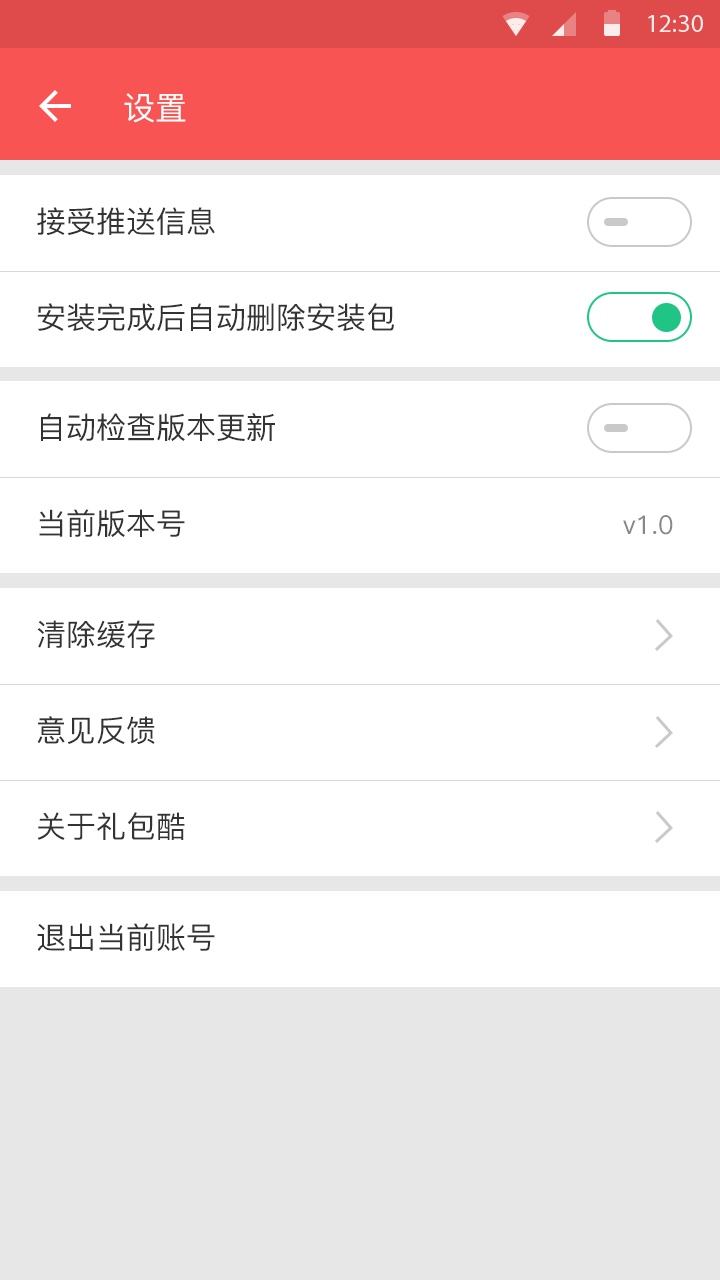 12:30
设置
接受推送信息
安装完成后自动删除安装包
自动检查版本更新
当前版本号 v1.0
清除缓存
意见反馈
关于礼包酷
退出当前账号